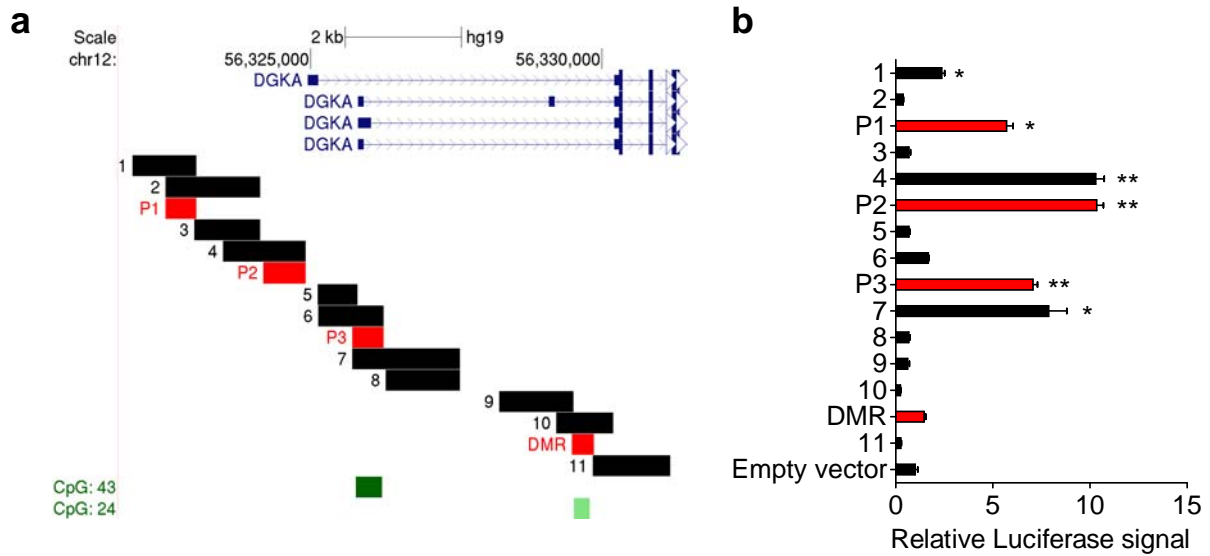 a
Scale 2 kb hg19
chr12: 56,325,000 56,330,000
DGKA
DGKA
DGKA
DGKA
1
2
P1
3
4
P2
5
6
P3
7
8
9
10
DMR
11
CpG: 43
CpG: 24
b
1 *
2
P1 *
3
4 **
P2 **
5
6
P3 **
7 *
8
9
10
DMR
11
Empty vector
0 5 10 15
Relative Luciferase signal